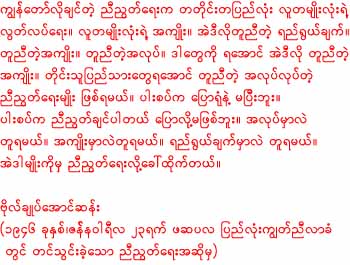 ကျွန်တော်လိုချင်တဲ့ ညီညွှတ်ရေးက တတိုင်းတပြည်လုံး လူတမျိုးလုံးရဲ့
လွတ်လပ်ရေး။ လူတမျိုးလုံးရဲ့ အကျိုး။ အဲဒီလိုတူညီတဲ့ ရည်ရွယ်ချက်။
တူညီတဲ့အကျိုး။ တူညီတဲ့အလုပ်။ ဒါတွေကို ရအောင် အဲဒီလို တူညီတဲ့
အကျိုး။ တိုင်းသူပြည်သားတွေရအောင် တူညီတဲ့ အလုပ်လုပ်တဲ့
ညီညွှတ်ရေးမျိုး ဖြစ်ရမယ်။ ပါးစပ်က ပြောရုံနဲ့ မပြီးဘူး။
ပါးစပ်က ညီညွှတ်ချင်ပါတယ် ပြောလို့မဖြစ်ဘူး။ အလုပ်မှာလဲ
တူရမယ်။ အကျိုးမှာလဲတူရမယ်။ ရည်ရွယ်ချက်မှာလဲ တူရမယ်။
အဲဒါမျိုးကိုမှ ညီညွှတ်ရေးလို့ခေါ်ထိုက်တယ်။
ဗိုလ်ချုပ်အောင်ဆန်း
(၁၉၄၆ ခုနှစ်၊ဇန်နဝါရီလ ၂၃ရက် ဖဆပလ ပြည်လုံးကျွတ်ညီလာခံ
တွင် တင်သွင်းခဲ့သော ညီညွှတ်ရေးအဆိုမှ)